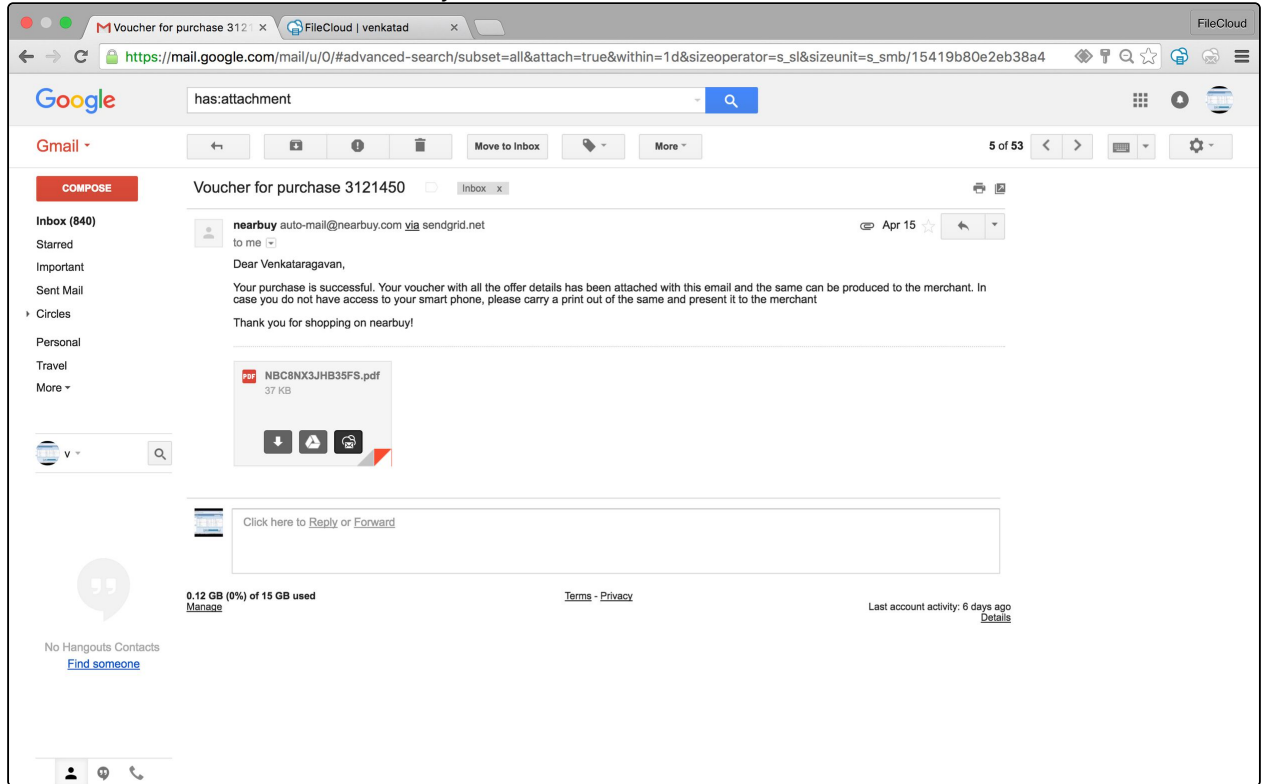 Voucher for purchase 3121
FileCloud | venkatad
FileCloud
https://mail.google.com/mail/u/0/#advanced-search/subset=all&attach=true&within=1d&sizeoperator=s_sl&sizeunit=s_smb/15419b80e2eb38a4
Google
has:attachment
Gmail
Move to Inbox
More
5 of 53
COMPOSE
Voucher for purchase 3121450
Inbox x
Inbox (840)
Starred
Important
Sent Mail
Circles
Personal
Travel
More
nearbuy auto-mail@nearbuy.com via sendgrid.net
Apr 15
to me
Dear Venkataragavan,
Your purchase is successful. Your voucher with all the offer details has been attached with this email and the same can be produced to the merchant. In
case you do not have access to your smart phone, please carry a print out of the same and present it to the merchant
Thank you for shopping on nearbuy!
PDF
NBC8NX3JHB35FS.pdf
37 KB
v
Click here to Reply or Forward
0.12 GB (0%) of 15 GB used
Manage
Terms - Privacy
Last account activity: 6 days ago
Details
No Hangouts Contacts
Find someone